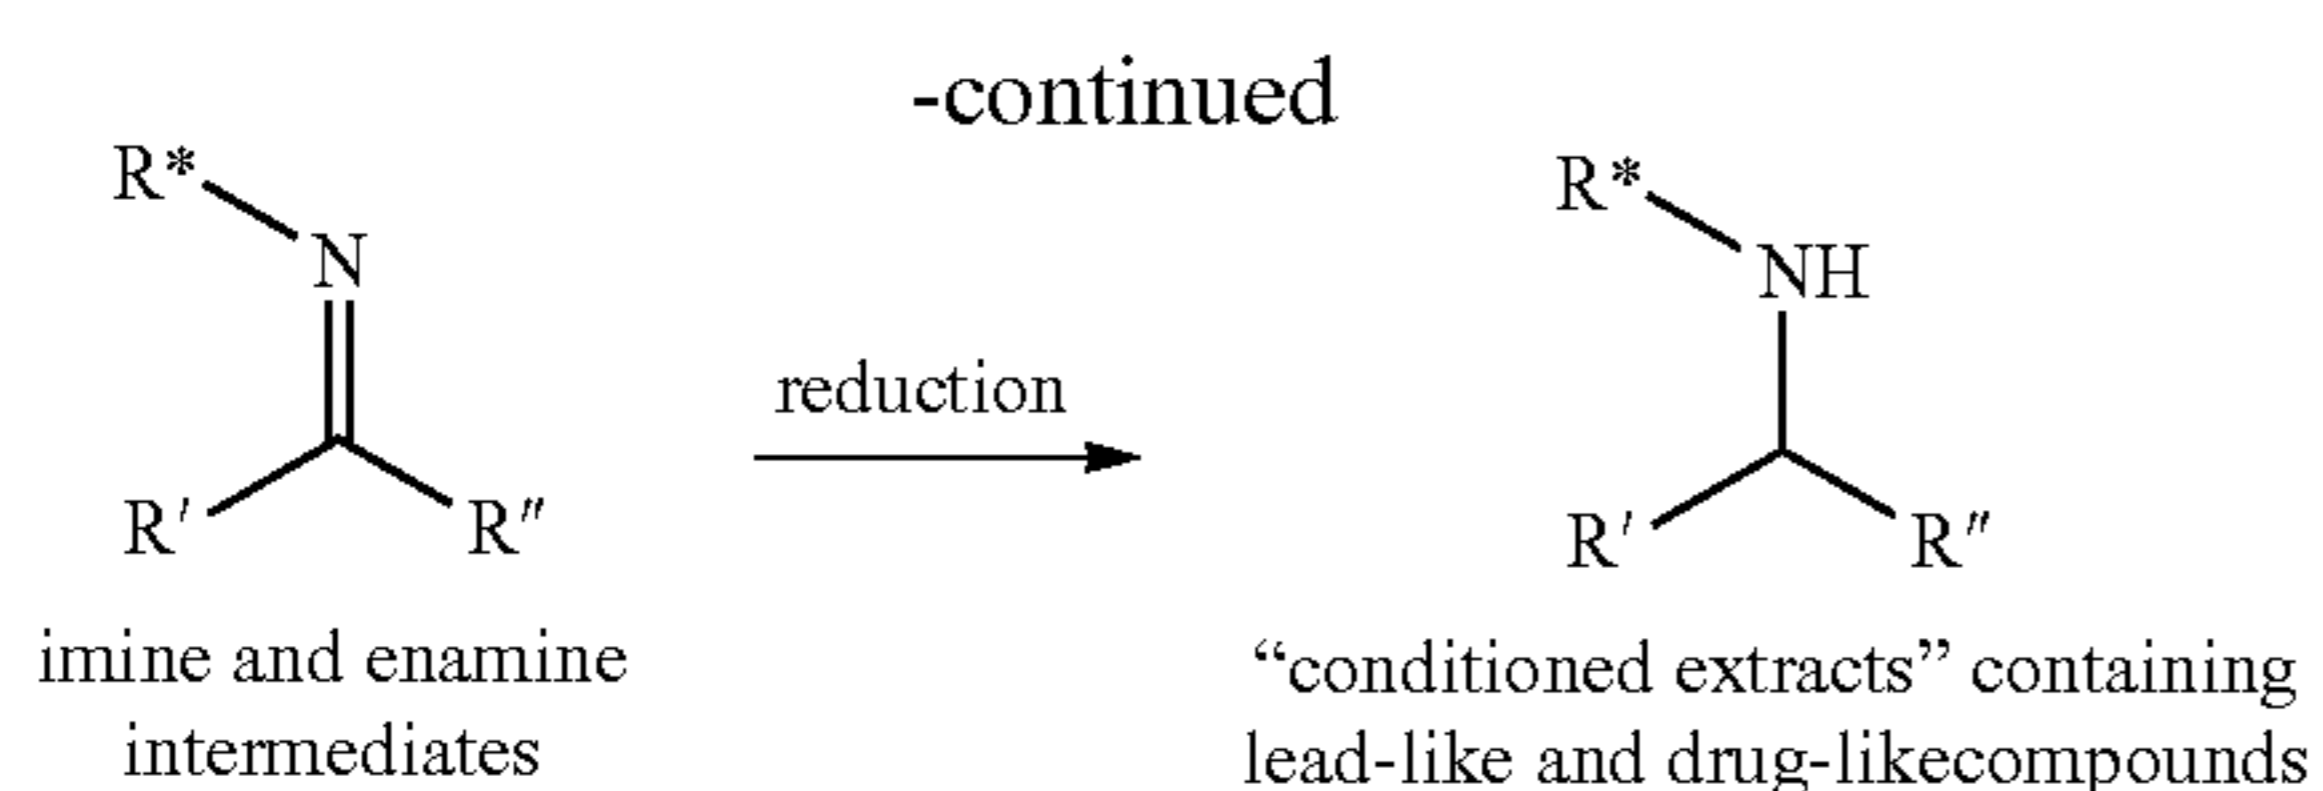 -continued
R*
N
R′ R″
imine and enamine
intermediates
reduction
R*
NH
R′ R″
“conditioned extracts” containing
lead-like and drug-likecompounds